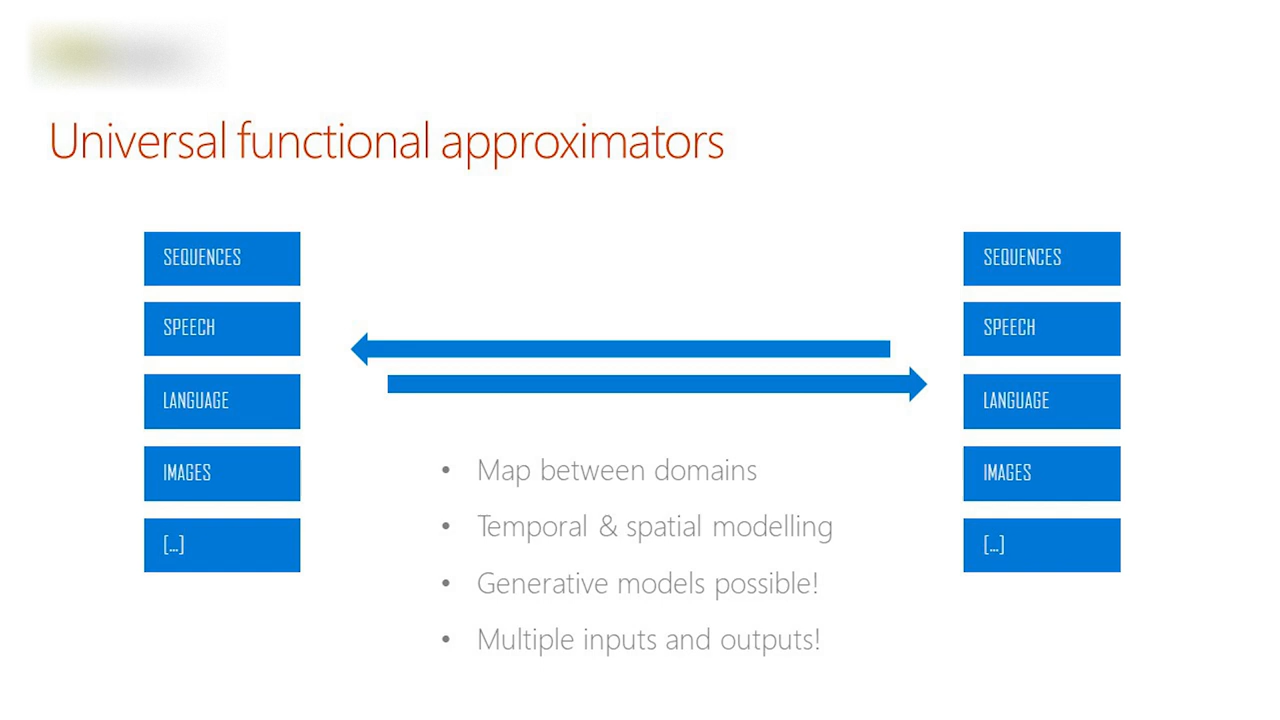 Universal functional approximators
SEQUENCES
SPEECH
LANGUAGE
IMAGES
[...]
SEQUENCES
SPEECH
LANGUAGE
IMAGES
[...]
• Map between domains
• Temporal & spatial modelling
• Generative models possible!
• Multiple inputs and outputs!